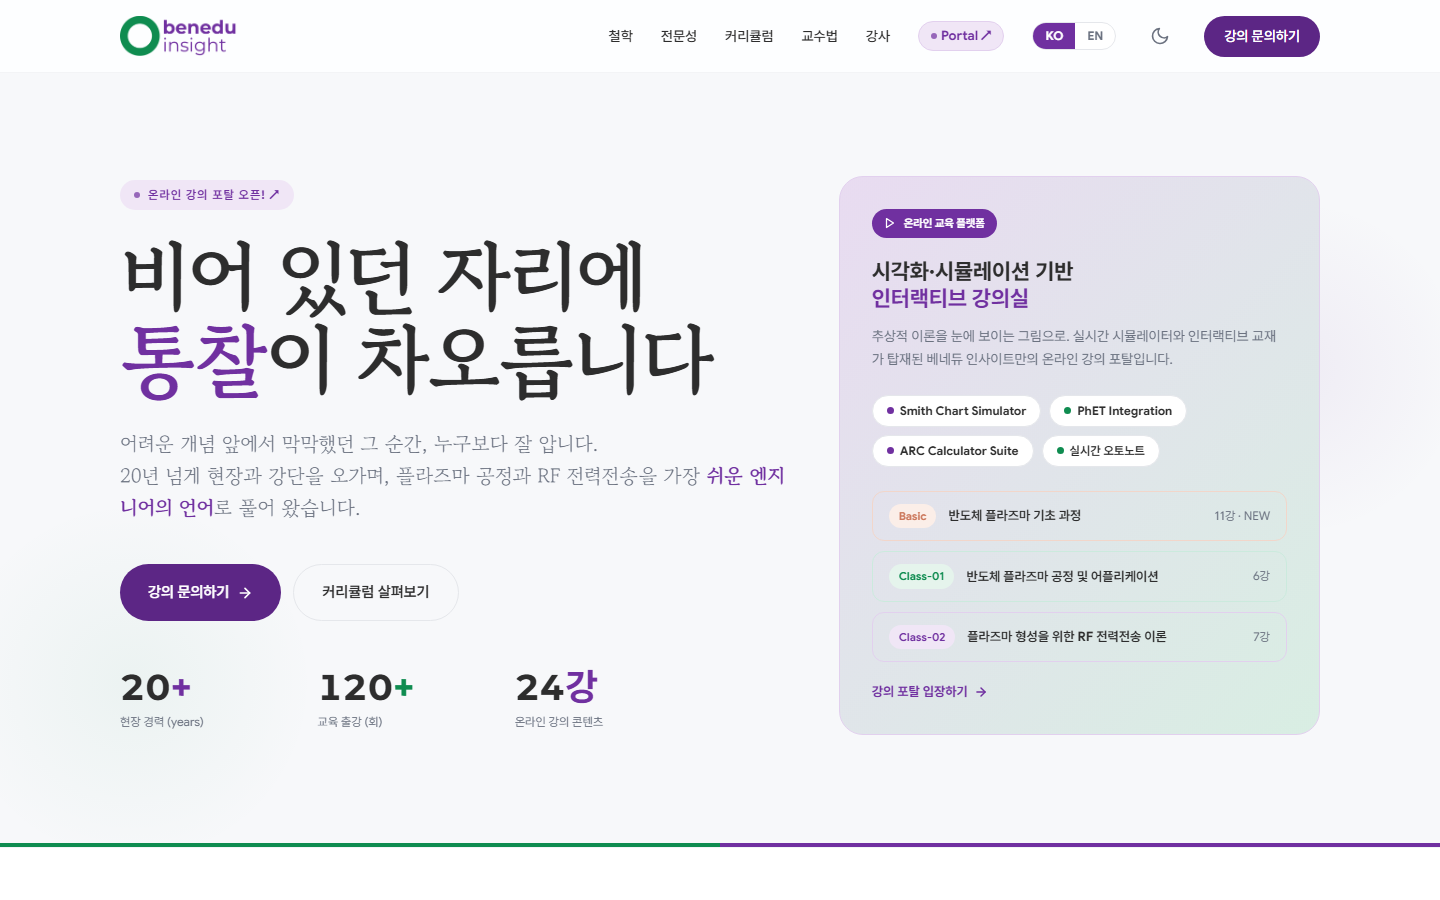 benedu
insight
철학 전문성 커리큘럼 교수법 강사 Portal ↗ KO EN 강의 문의하기
온라인 강의 포탈 오픈! ↗
비어 있던 자리에
통찰이 차오릅니다
어려운 개념 앞에서 막막했던 그 순간, 누구보다 잘 압니다.
20년 넘게 현장과 강단을 오가며, 플라즈마 공정과 RF 전력전송을 가장 쉬운 엔지
니어의 언어로 풀어 왔습니다.
강의 문의하기 → 커리큘럼 살펴보기
20+ 120+ 24강
현장 경력 (years) 교육 출강 (회) 온라인 강의 콘텐츠
온라인 교육 플랫폼
시각화·시뮬레이션 기반
인터랙티브 강의실
추상적 이론을 눈에 보이는 그림으로. 실시간 시뮬레이터와 인터랙티브 교재
가 탑재된 베네듀 인사이트만의 온라인 강의 포탈입니다.
Smith Chart Simulator PhET Integration
ARC Calculator Suite 실시간 오토노트
Basic 반도체 플라즈마 기초 과정 11강 · NEW
Class-01 반도체 플라즈마 공정 및 어플리케이션 6강
Class-02 플라즈마 형성을 위한 RF 전력전송 이론 7강
강의 포탈 입장하기 →